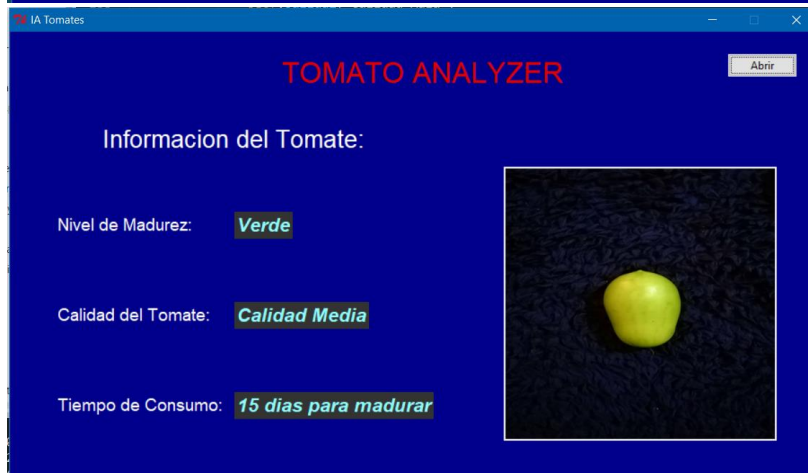 IA Tomates
TOMATO ANALYZER
Abrir
Informacion del Tomate:
Nivel de Madurez: Verde
Calidad del Tomate: Calidad Media
Tiempo de Consumo: 15 dias para madurar